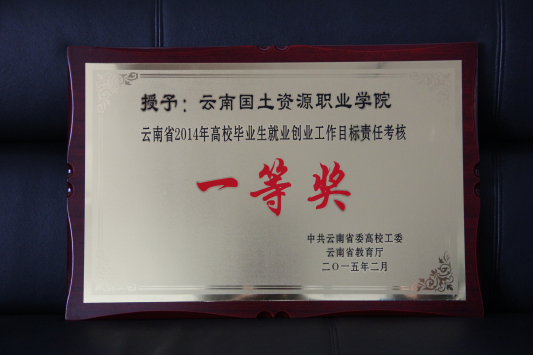 授予：云南国土资源职业学院
云南省2014年高校毕业生就业创业工作目标责任考核
一等奖
中共云南省委高校工委
云南省教育厅
二〇一五年二月